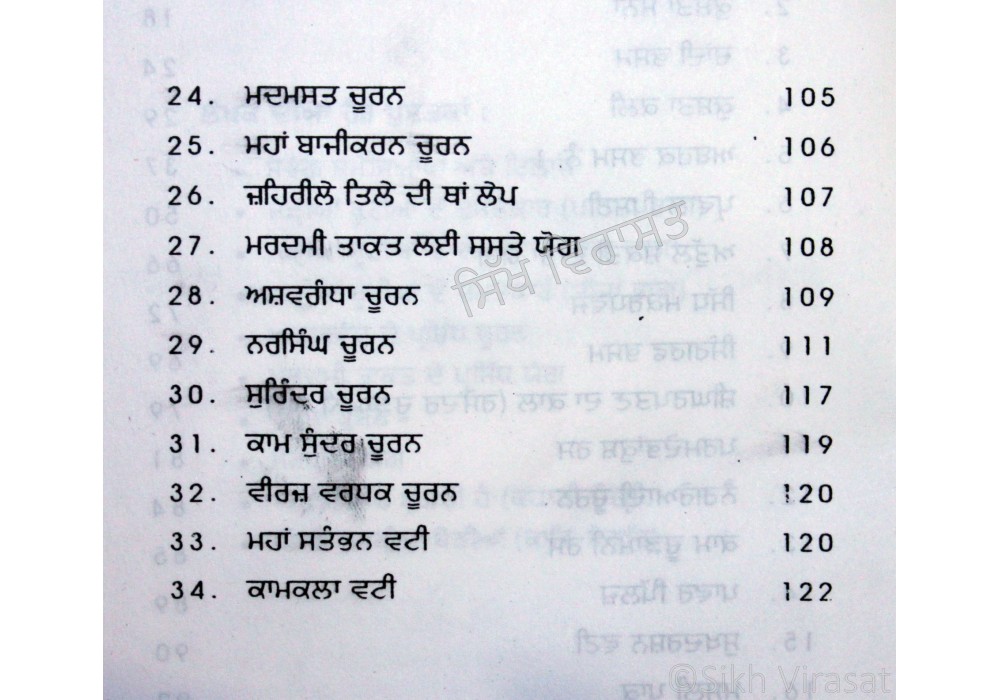 24. ਮਦਮਸਤ ਚੂਰਨ 105
25. ਮਹਾਂ ਬਾਜੀਕਰਨ ਚੂਰਨ 106
26. ਜ਼ਹਿਰੀਲੇ ਤਿਲੇ ਦੀ ਥਾਂ ਲੇਪ 107
27. ਮਰਦਮੀ ਤਾਕਤ ਲਈ ਸਸਤੇ ਯੋਗ 108
28. ਅਸ਼ਵਗੰਧਾ ਚੂਰਨ 109
29. ਨਰਸਿੰਘ ਚੂਰਨ 111
30. ਸੁਰਿੰਦਰ ਚੂਰਨ 117
31. ਕਾਮ ਸੁੰਦਰ ਚੂਰਨ 119
32. ਵੀਰਜ਼ ਵਰਧਕ ਚੂਰਨ 120
33. ਮਹਾਂ ਸਤੰਭਨ ਵਟੀ 120
34. ਕਾਮਕਲਾ ਵਟੀ 122
ਸਿੱਖ ਵਿਰਾਸਤ
©Sikh Virasat